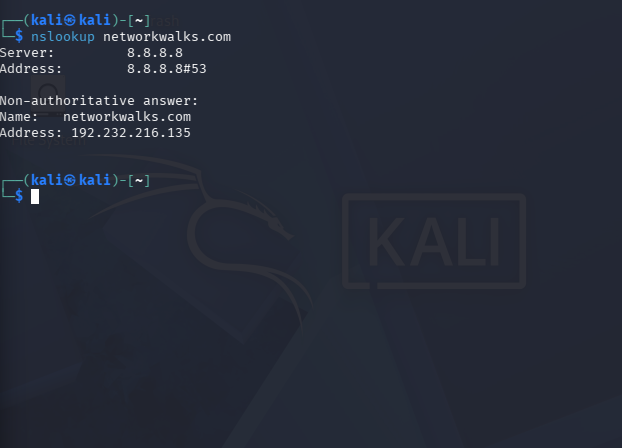 ┌──(kali㉿kali)-[~]
└─$ nslookup networkwalks.com
Server:         8.8.8.8
Address:        8.8.8.8#53

Non-authoritative answer:
Name:   networkwalks.com
Address: 192.232.216.135

┌──(kali㉿kali)-[~]
└─$
KALI